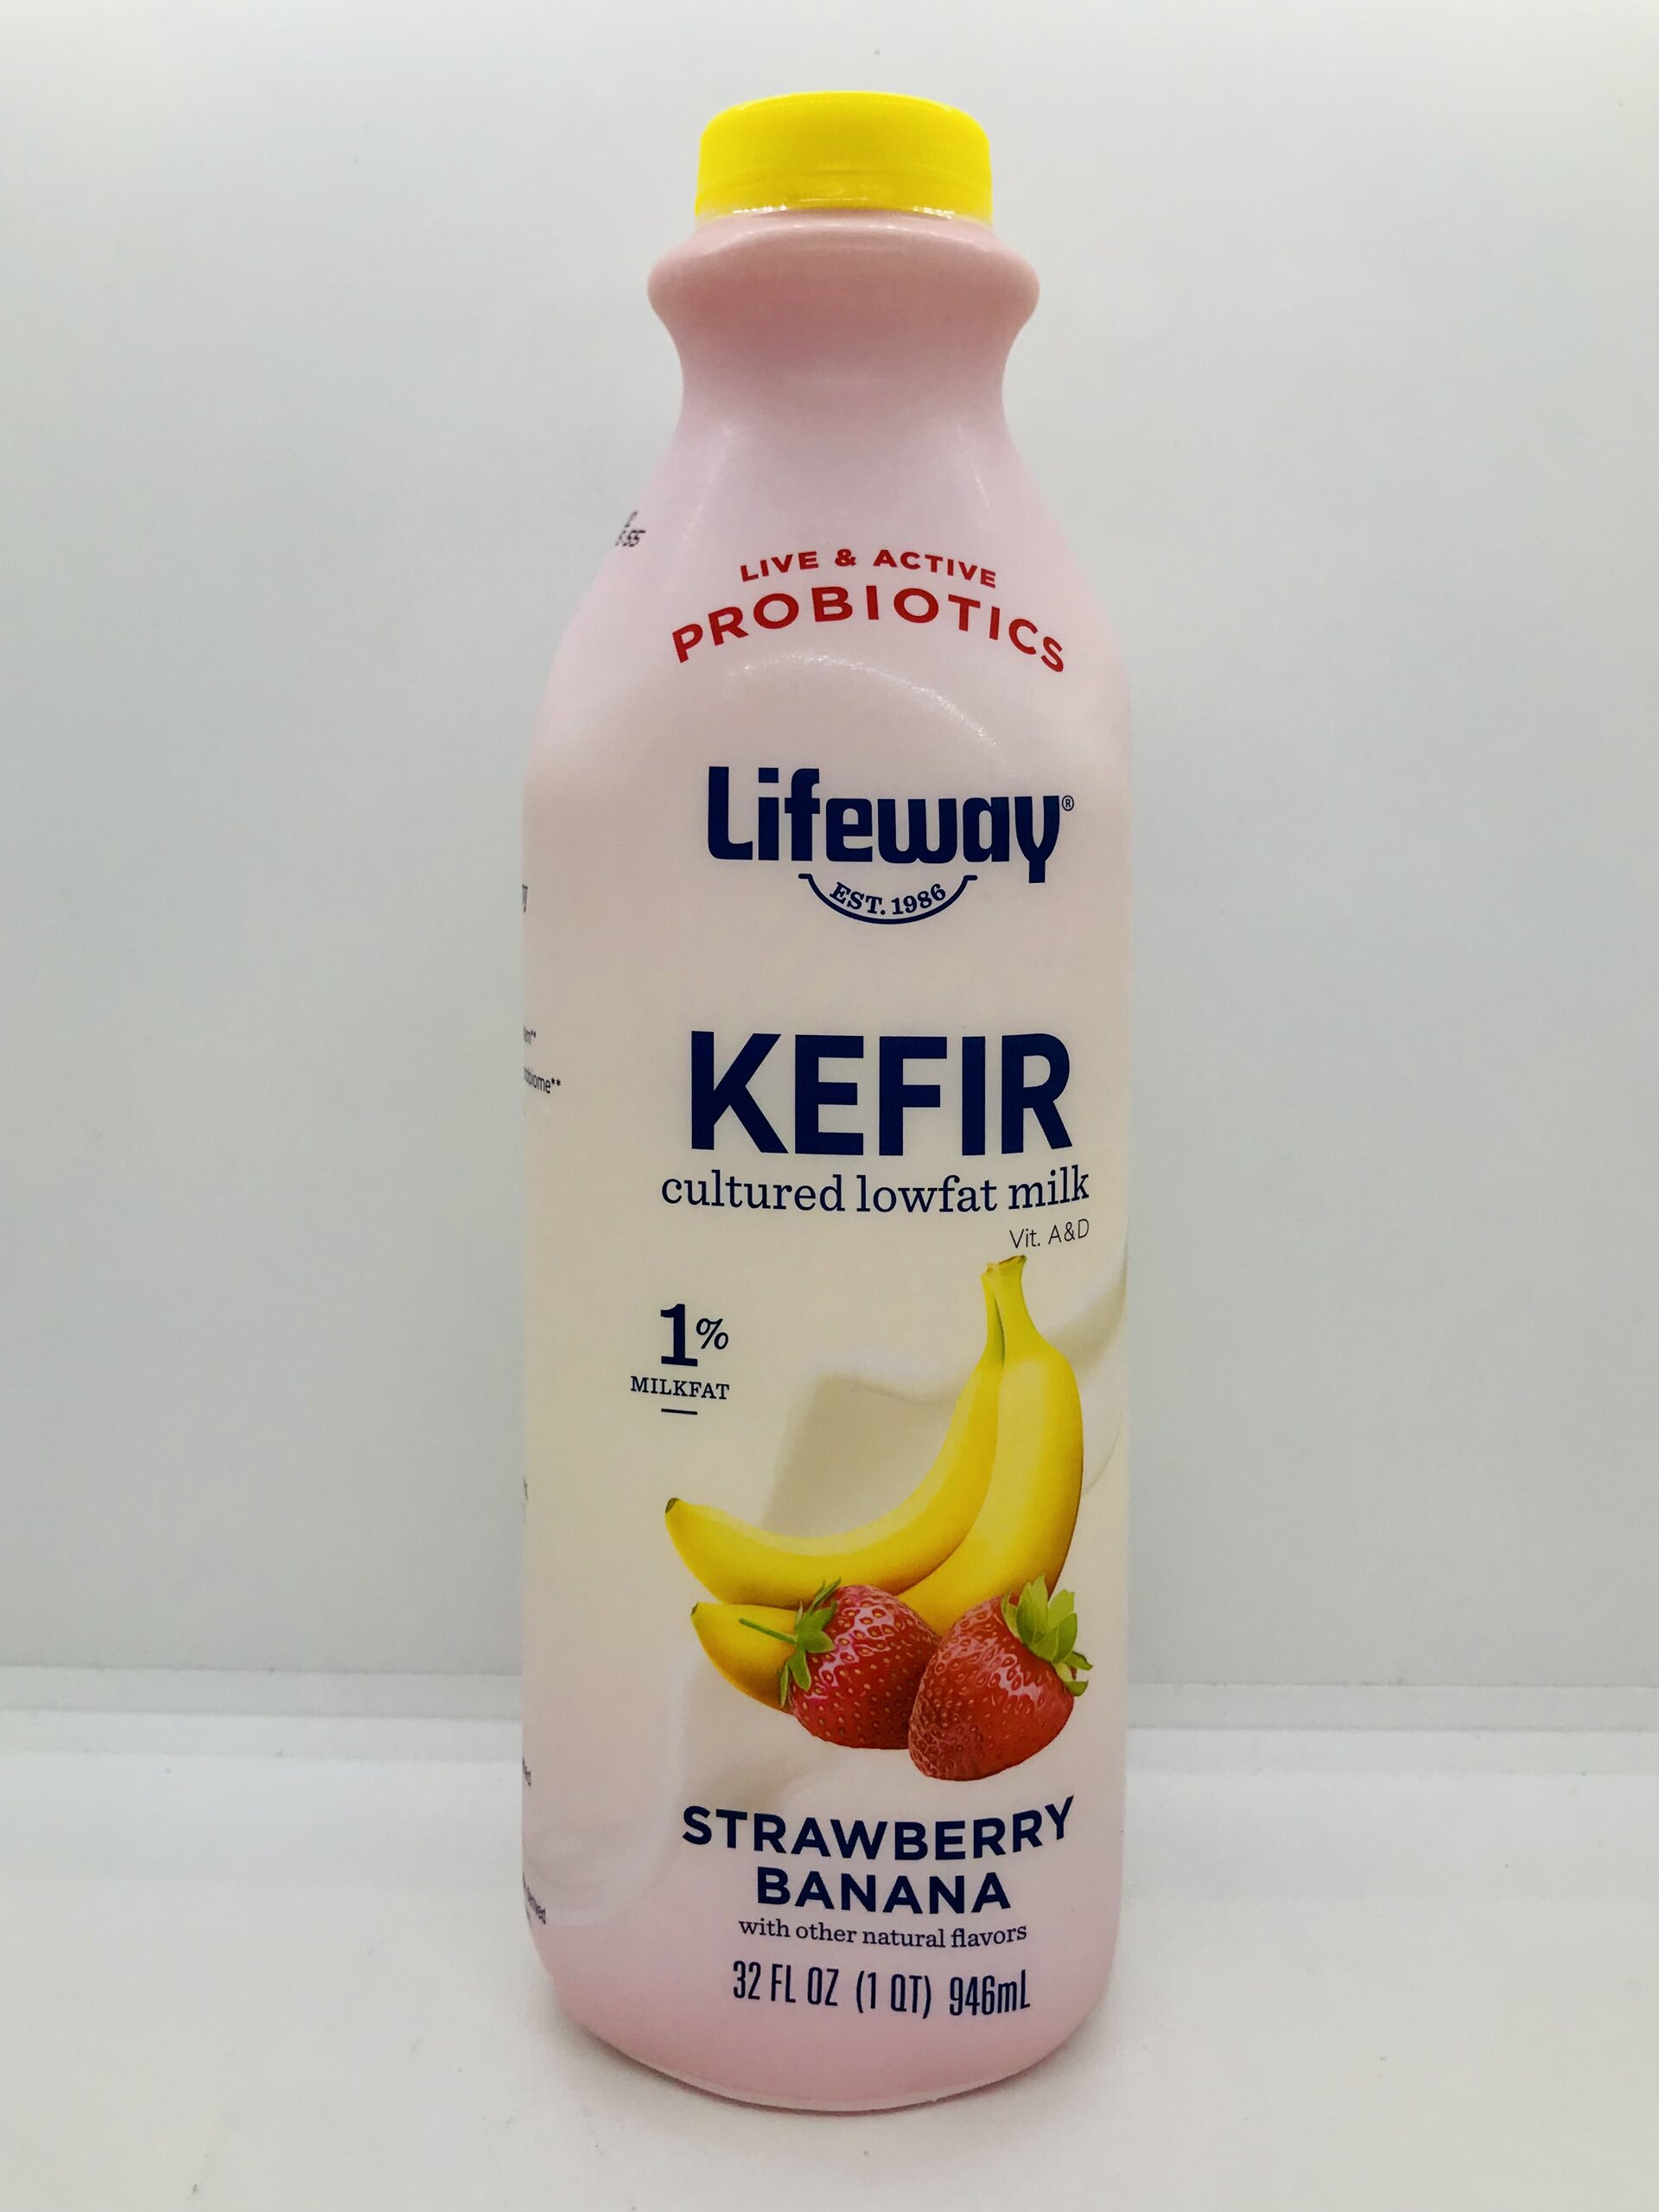 LIVE & ACTIVE
PROBIOTICS
Lifeway®
EST. 1986
KEFIR
cultured lowfat milk
Vit. A&D
1%
MILKFAT
STRAWBERRY
BANANA
with other natural flavors
32 FL OZ (1 QT) 946mL